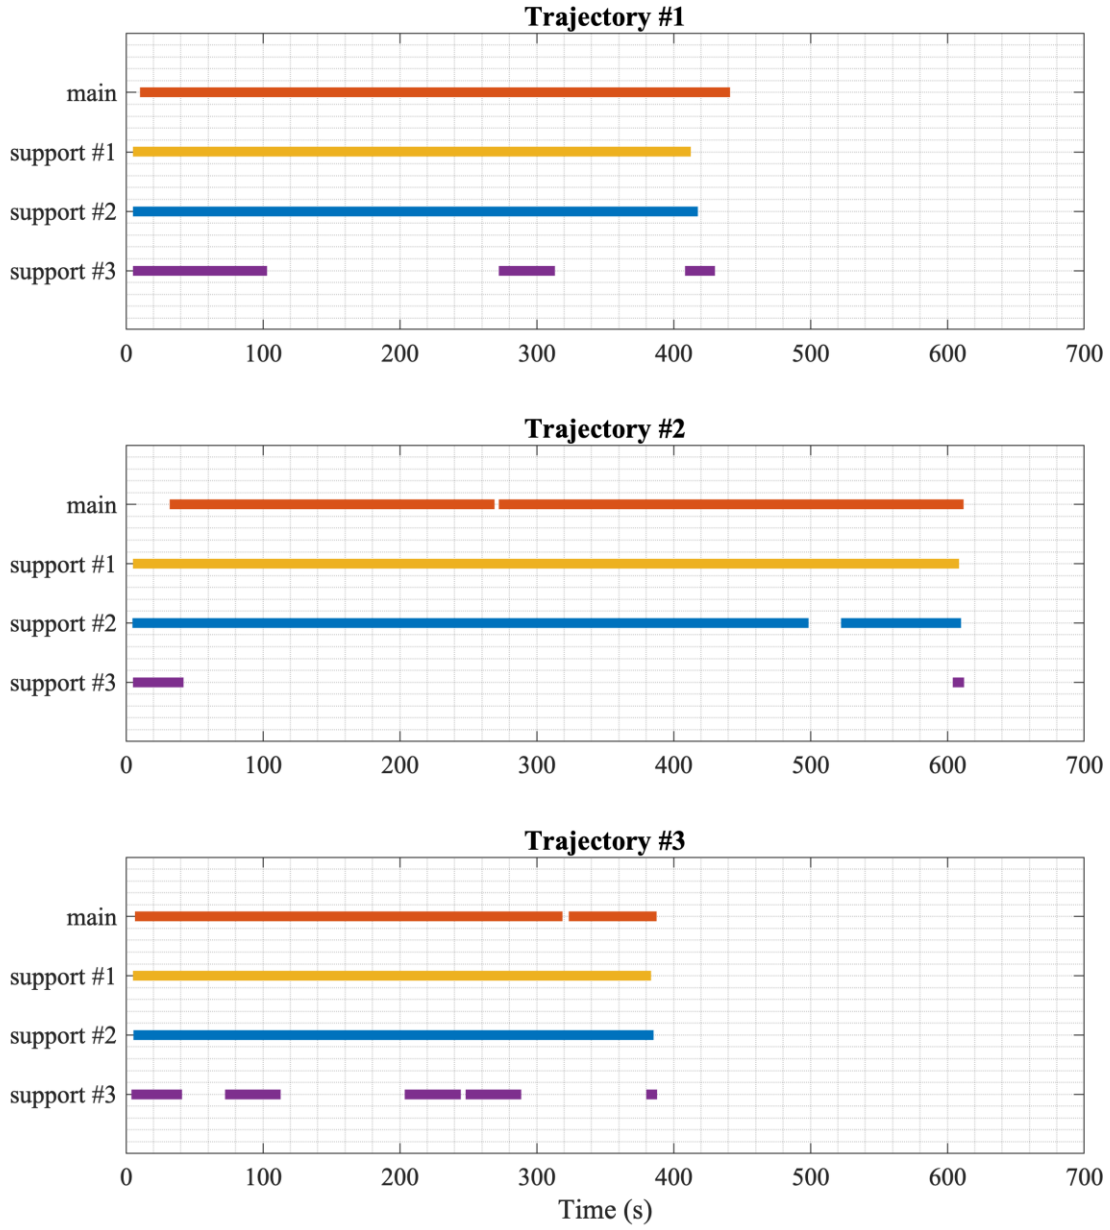 Trajectory #1
main
support #1
support #2
support #3
0 100 200 300 400 500 600 700
Trajectory #2
main
support #1
support #2
support #3
0 100 200 300 400 500 600 700
Trajectory #3
main
support #1
support #2
support #3
0 100 200 300 400 500 600 700
Time (s)